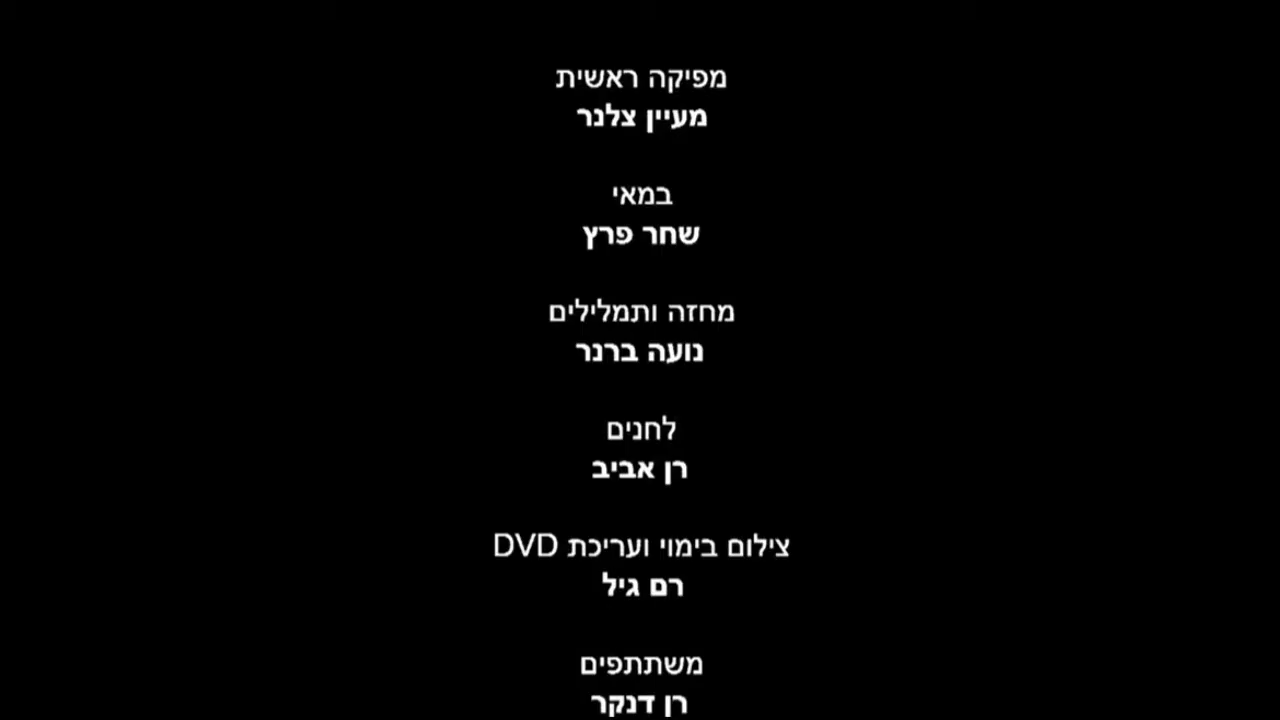 מפיקה ראשית
מעיין צלנר
במאי
שחר פרץ
מחזה ותמלילים
נועה ברנר
לחנים
רן אביב
צילום בימוי ועריכת DVD
רם גיל
משתתפים
רן דנקר